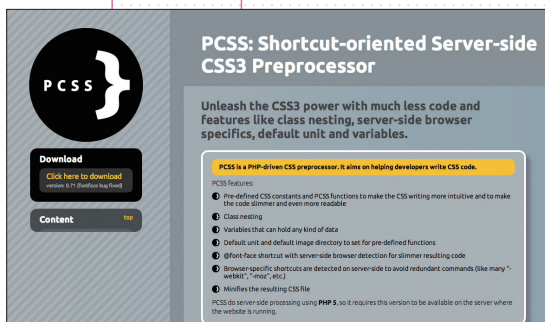 PCSS
Download
Click here to download
version: 0.71 (fontface bug fixed)
Content
top
PCSS: Shortcut-oriented Server-side
CSS3 Preprocessor
Unleash the CSS3 power with much less code and
features like class nesting, server-side browser
specifics, default unit and variables.
PCSS is a PHP-driven CSS preprocessor. It aims on helping developers write CSS code.
PCSS features:
Pre-defined CSS constants and PCSS functions to make the CSS writing more intuitive and to make
the code slimmer and even more readable
Class nesting
Variables that can hold any kind of data
Default unit and default image directory to set for pre-defined functions
@font-face shortcut with server-side browser detection for slimmer resulting code
Browser-specific shortcuts are detected on server-side to avoid redundant commands (like many "-
webkit", "-moz", etc.)
Minifies the resulting CSS file
PCSS do server-side processing using PHP 5, so it requires this version to be available on the server where
the website is running.